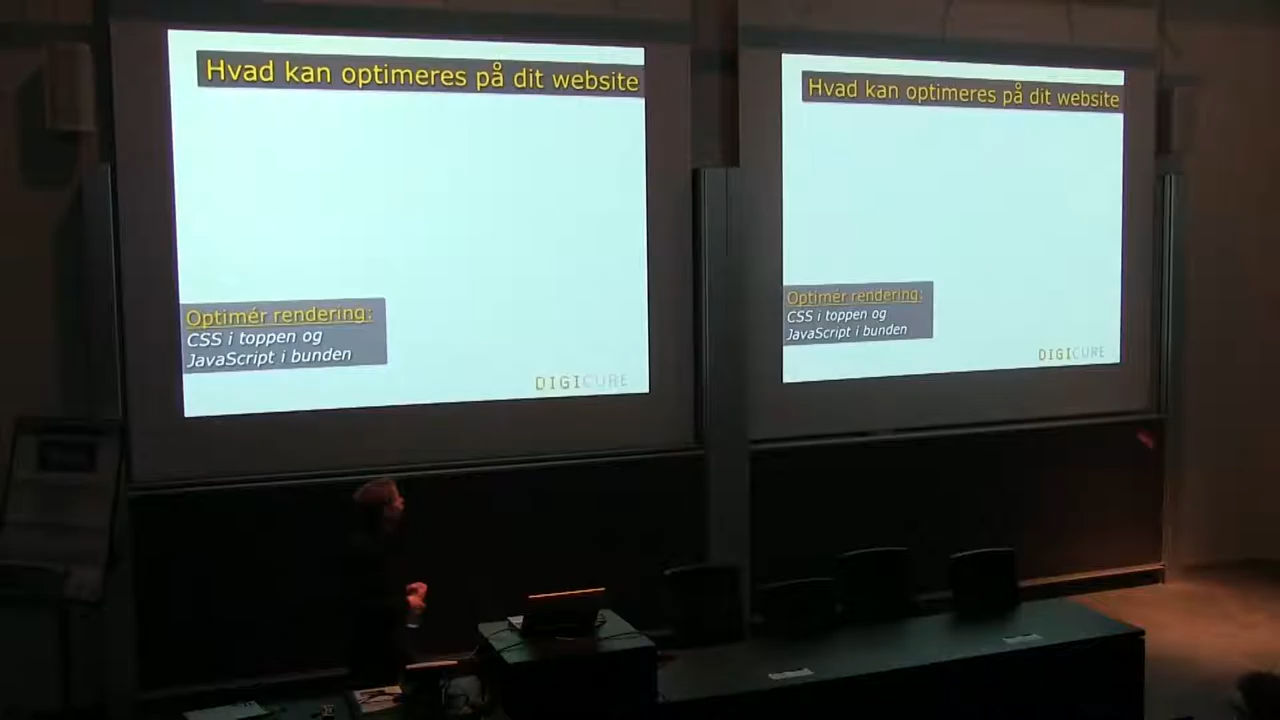 Hvad kan optimeres på dit website
Optimér rendering:
CSS i toppen og
JavaScript i bunden
DIGICURE
Hvad kan optimeres på dit website
Optimér rendering:
CSS i toppen og
JavaScript i bunden
DIGICURE